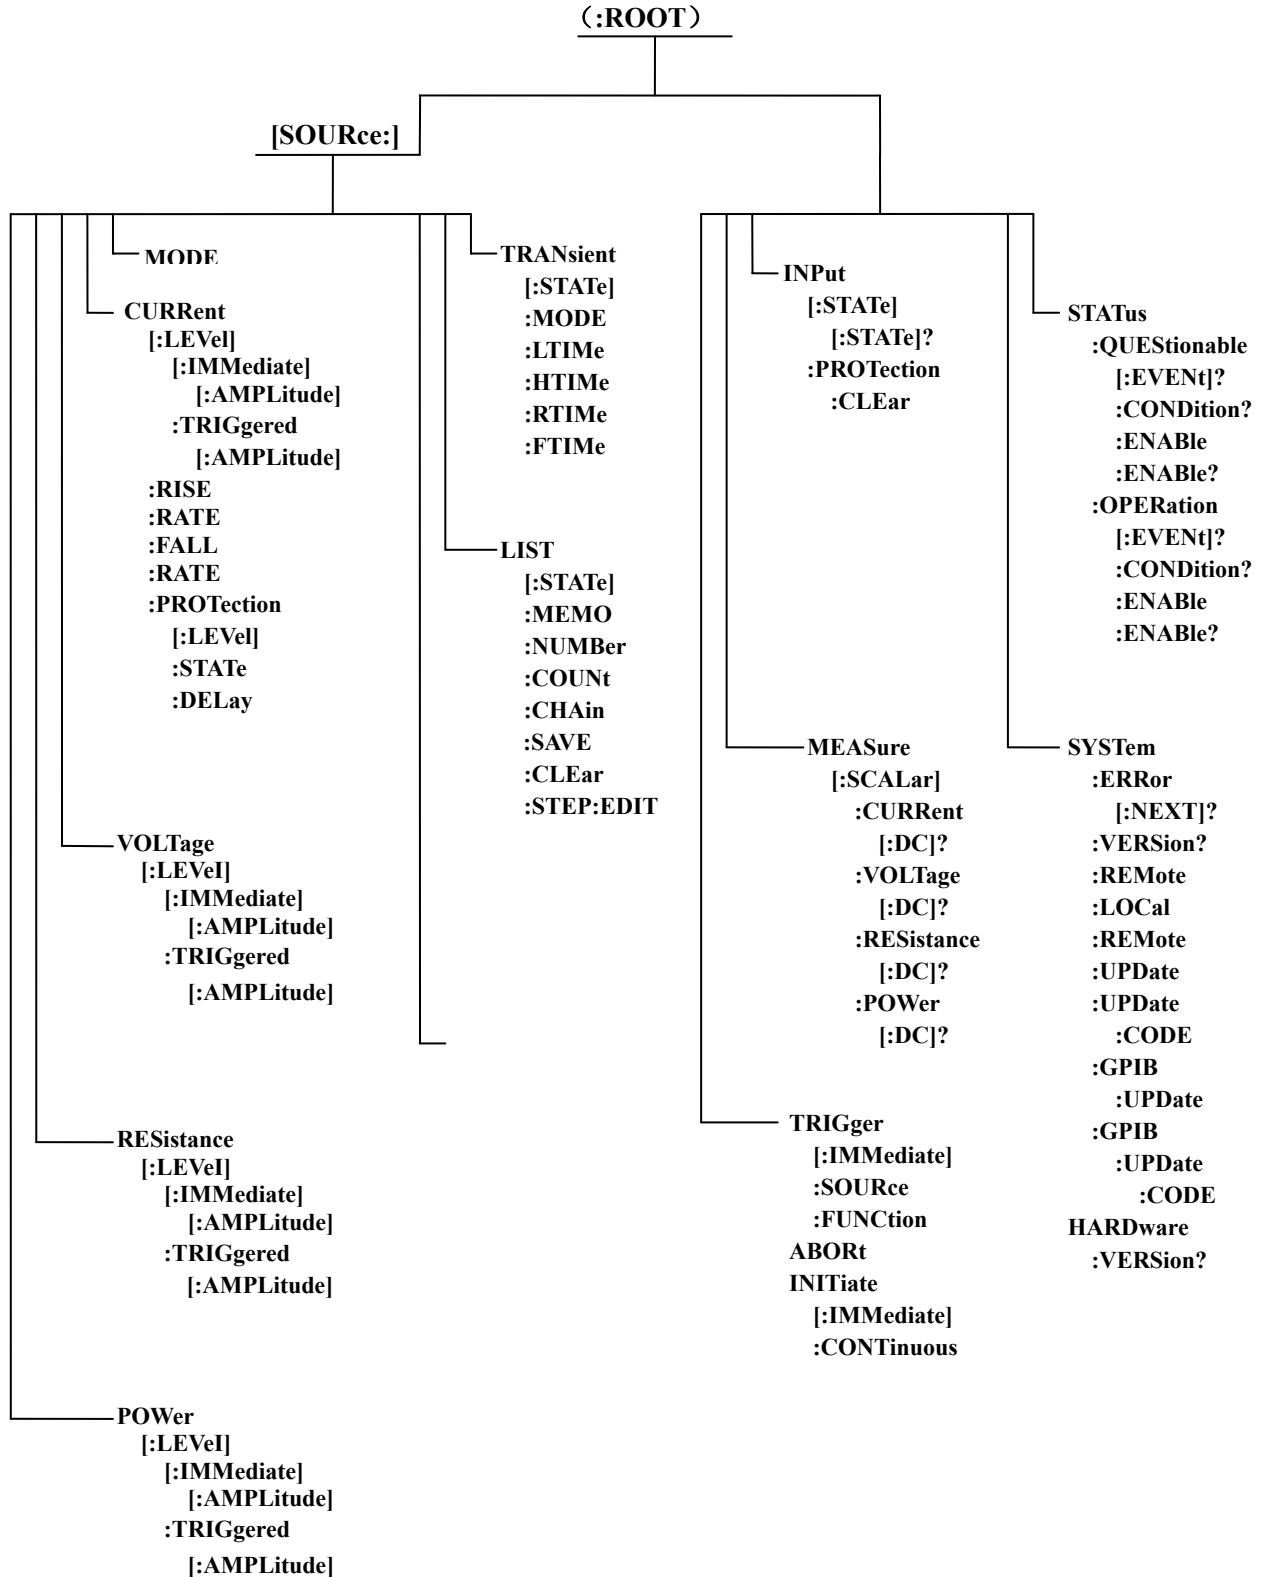 （:ROOT）
[SOURce:]
MODE
CURRent
[:LEVel]
[:IMMediate]
[:AMPLitude]
:TRIGgered
[:AMPLitude]
:RISE
:RATE
:FALL
:RATE
:PROTection
[:LEVel]
:STATe
:DELay
VOLTage
[:LEVeI]
[:IMMediate]
[:AMPLitude]
:TRIGgered
[:AMPLitude]
RESistance
[:LEVeI]
[:IMMediate]
[:AMPLitude]
:TRIGgered
[:AMPLitude]
POWer
[:LEVeI]
[:IMMediate]
[:AMPLitude]
:TRIGgered
[:AMPLitude]
TRANsient
[:STATe]
:MODE
:LTIMe
:HTIMe
:RTIMe
:FTIMe
LIST
[:STATe]
:MEMO
:NUMBer
:COUNt
:CHAin
:SAVE
:CLEar
:STEP:EDIT
INPut
[:STATe]
[:STATe]?
:PROTection
:CLEar
MEASure
[:SCALar]
:CURRent
[:DC]?
:VOLTage
[:DC]?
:RESistance
[:DC]?
:POWer
[:DC]?
TRIGger
[:IMMediate]
:SOURce
:FUNCtion
ABORt
INITiate
[:IMMediate]
:CONTinuous
STATus
:QUEStionable
[:EVENt]?
:CONDition?
:ENABle
:ENABle?
:OPERation
[:EVENt]?
:CONDition?
:ENABle
:ENABle?
SYSTem
:ERRor
[:NEXT]?
:VERSion?
:REMote
:LOCal
:REMote
:UPDate
:UPDate
:CODE
:GPIB
:UPDate
:GPIB
:UPDate
:CODE
HARDware
:VERSion?